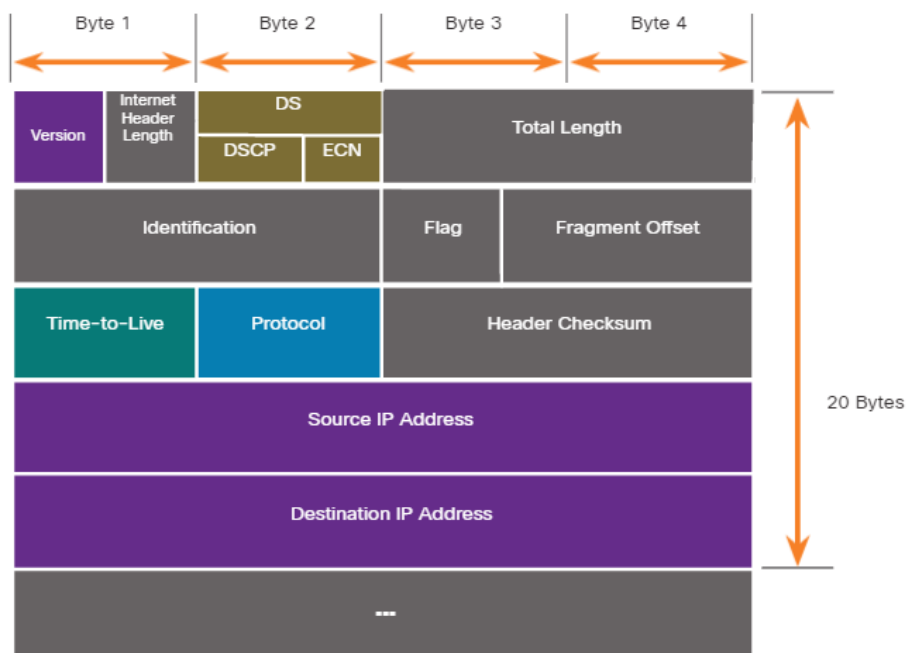 Byte 1
Byte 2
Byte 3
Byte 4
Version
Internet
Header
Length
DS
DSCP
ECN
Total Length
Identification
Flag
Fragment Offset
Time-to-Live
Protocol
Header Checksum
Source IP Address
20 Bytes
Destination IP Address
...